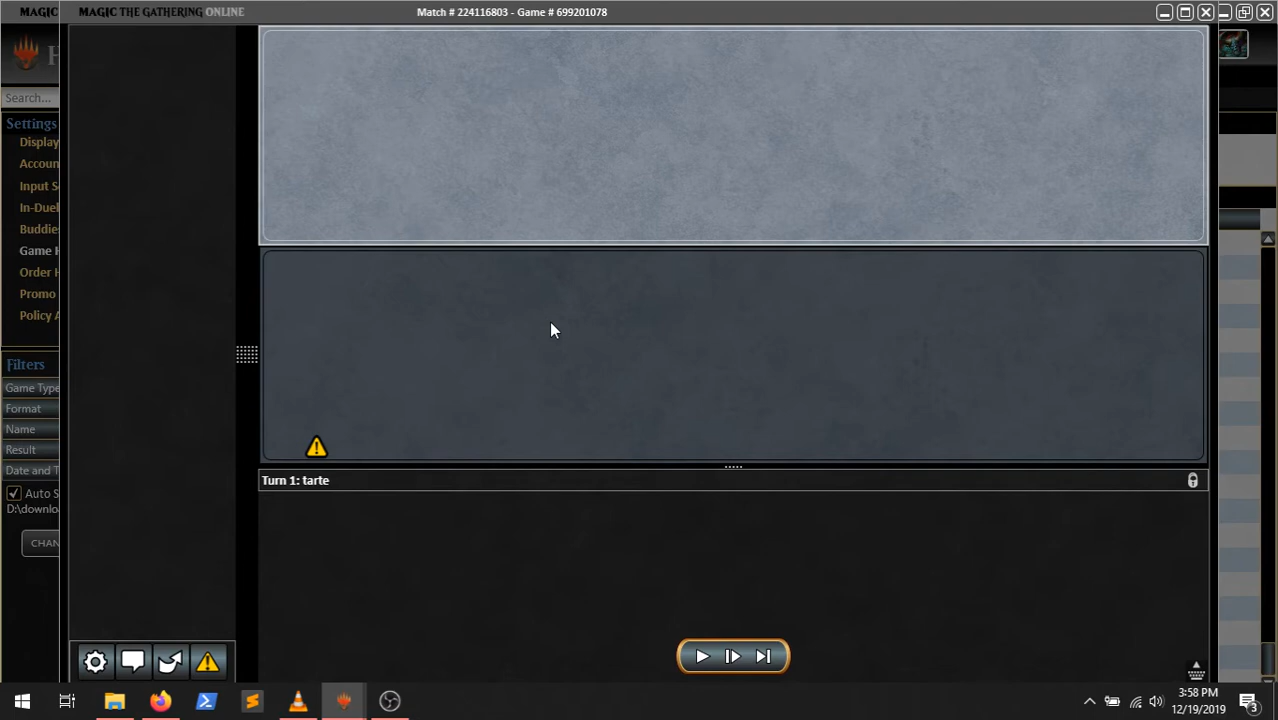 MAGIC
MAGIC THE GATHERING ONLINE
Match # 224116803 - Game # 699201078
H
Search...
Settings
Display
Accoun
Input S
In-Duel
Buddie
Game H
Order H
Promo
Policy A
Filters
Game Type
Format
Name
Result
Date and T
Auto S
D:\downlo
CHAN
Turn 1: tarte
3:58 PM
12/19/2019
3